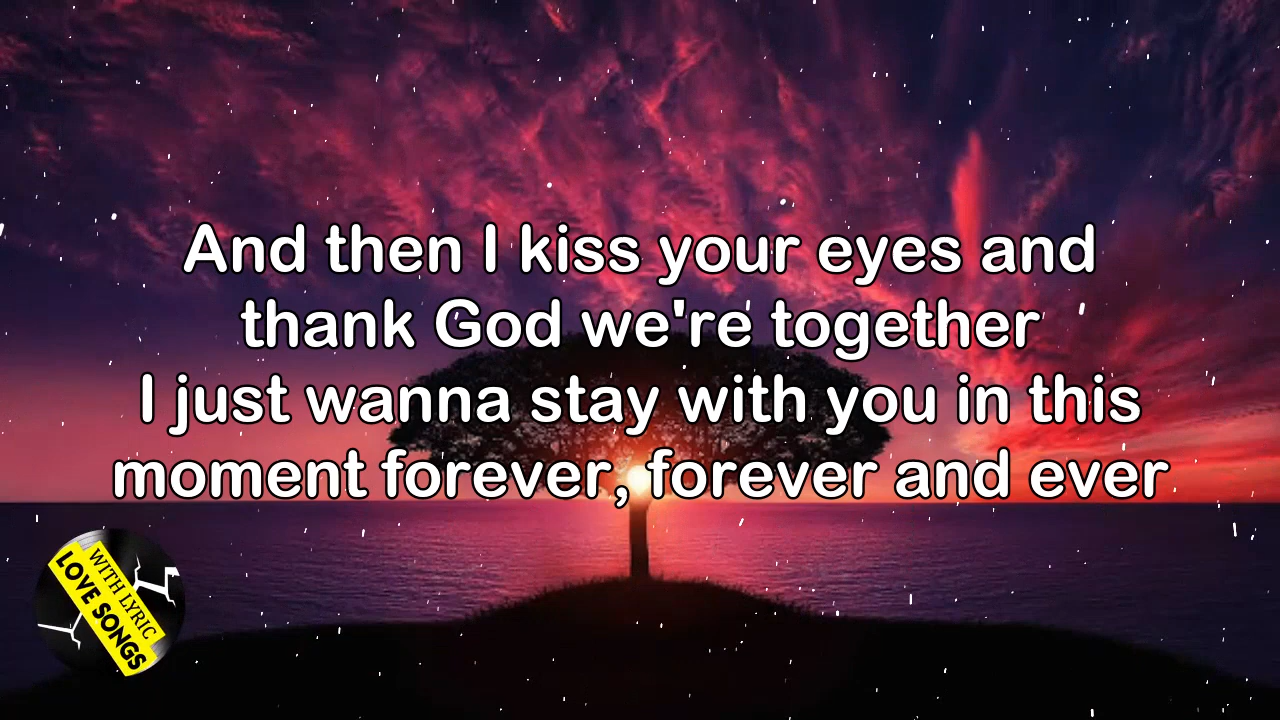 And then I kiss your eyes and
thank God we're together
I just wanna stay with you in this
moment forever, forever and ever
WITH LYRIC
LOVE SONGS